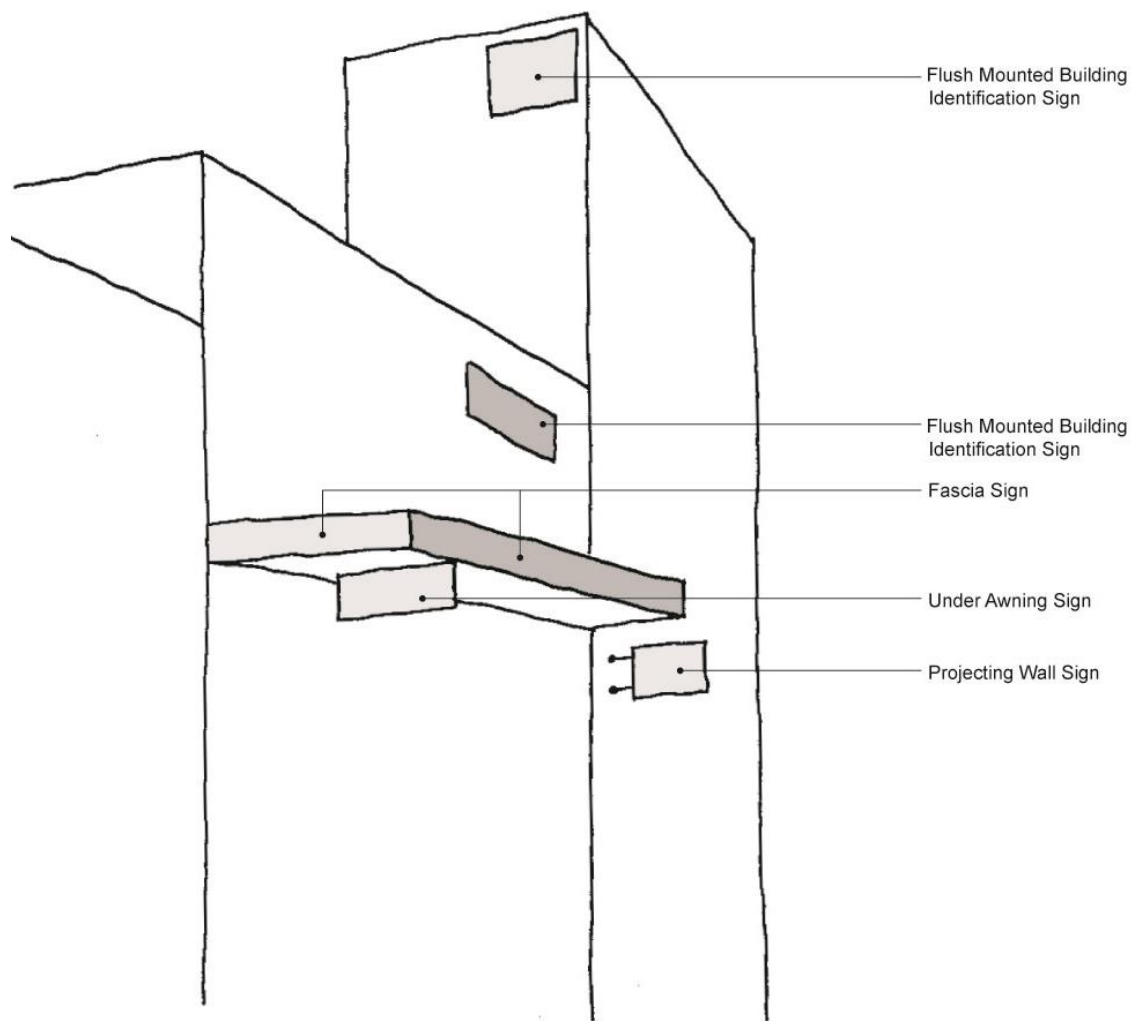 Flush Mounted Building
Identification Sign
Flush Mounted Building
Identification Sign
Fascia Sign
Under Awning Sign
Projecting Wall Sign